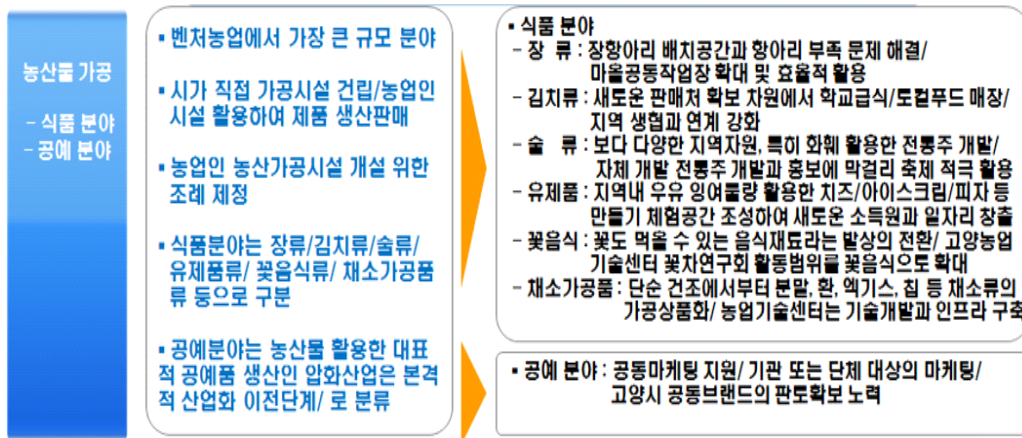 농산물 가공
– 식품 분야
– 공예 분야
▪ 벤처농업에서 가장 큰 규모 분야
▪ 시가 직접 가공시설 건립/농업인
시설 활용하여 제품 생산판매
▪ 농업인 농산가공시설 개설 위한
조례 제정
▪ 식품분야는 장류/김치류/술류/
유제품류/ 꽃음식류/ 채소가공품
류 등으로 구분
▪ 공예분야는 농산물 활용한 대표
적 공예품 생산인 압화산업은 본격
적 산업화 이전단계/ 로 분류
▪ 식품 분야
– 장 류 : 장항아리 배치공간과 항아리 부족 문제 해결/
마을공동작업장 확대 및 효율적 활용
– 김치류 : 새로운 판매처 확보 차원에서 학교급식/로컬푸드 매장/
지역 생협과 연계 강화
– 술 류 : 보다 다양한 지역자원, 특히 화훼 활용한 전통주 개발/
자체 개발 전통주 개발과 홍보에 막걸리 축제 적극 활용
– 유제품 : 지역내 우유 잉여물량 활용한 치즈/아이스크림/피자 등
만들기 체험공간 조성하여 새로운 소득원과 일자리 창출
– 꽃음식 : 꽃도 먹을 수 있는 음식재료라는 발상의 전환/ 고양농업
기술센터 꽃차연구회 활동범위를 꽃음식으로 확대
– 채소가공품 : 단순 건조에서부터 분말, 환, 엑기스, 칩 등 채소류의
가공상품화/ 농업기술센터는 기술개발과 인프라 구축
▪ 공예 분야 : 공동마케팅 지원/ 기관 또는 단체 대상의 마케팅/
고양시 공동브랜드의 판로확보 노력